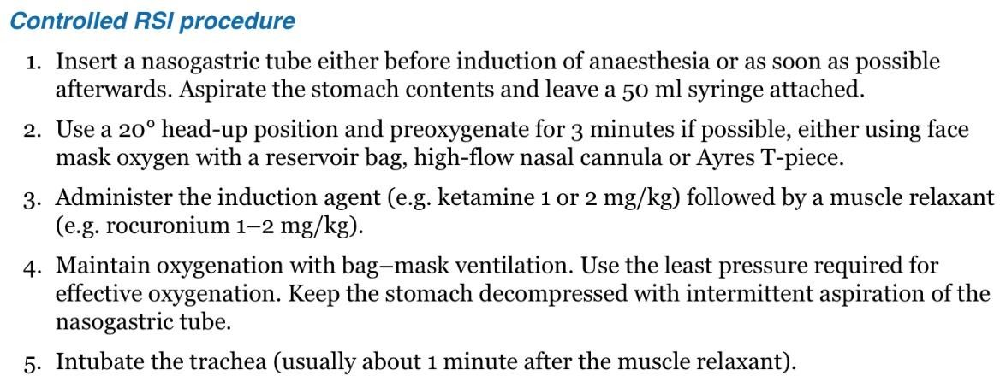 Controlled RSI procedure
1. Insert a nasogastric tube either before induction of anaesthesia or as soon as possible
afterwards. Aspirate the stomach contents and leave a 50 ml syringe attached.
2. Use a 20° head-up position and preoxygenate for 3 minutes if possible, either using face
mask oxygen with a reservoir bag, high-flow nasal cannula or Ayres T-piece.
3. Administer the induction agent (e.g. ketamine 1 or 2 mg/kg) followed by a muscle relaxant
(e.g. rocuronium 1–2 mg/kg).
4. Maintain oxygenation with bag–mask ventilation. Use the least pressure required for
effective oxygenation. Keep the stomach decompressed with intermittent aspiration of the
nasogastric tube.
5. Intubate the trachea (usually about 1 minute after the muscle relaxant).